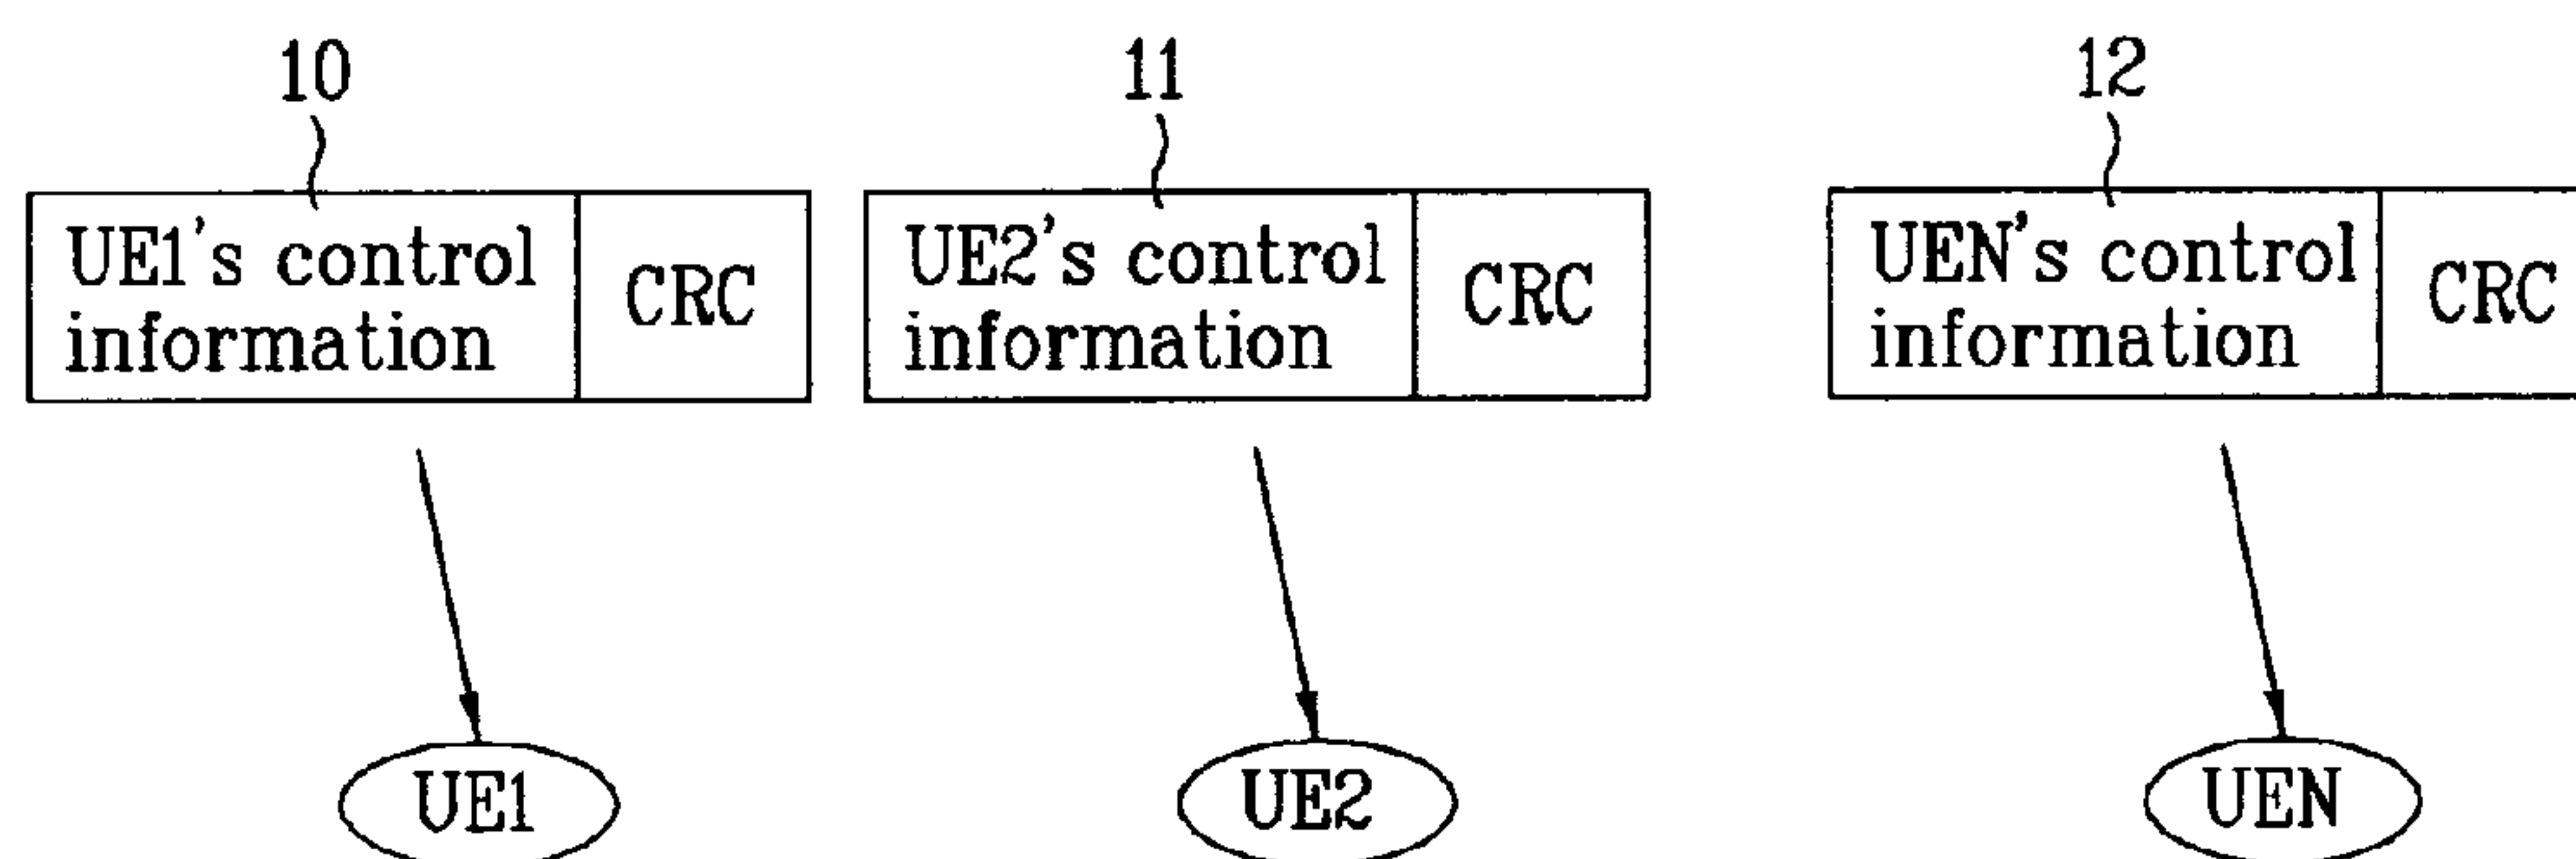 10
11
12
UE1's control
information
CRC
UE2's control
information
CRC
UEN's control
information
CRC
UE1
UE2
UEN